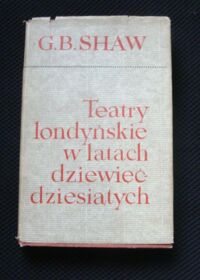 G.B. SHAW
Teatry
londyńskie
w latach
dziewięć-
dziesiątych